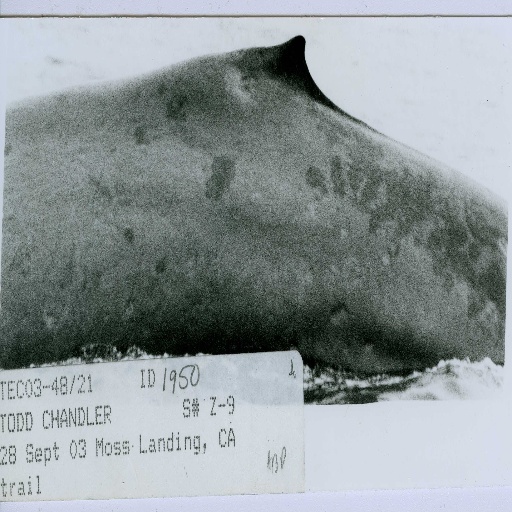 TEC03-48/21 ID 1950
TODD CHANDLER S# Z-9
28 Sept 03 Moss Landing, CA
trail